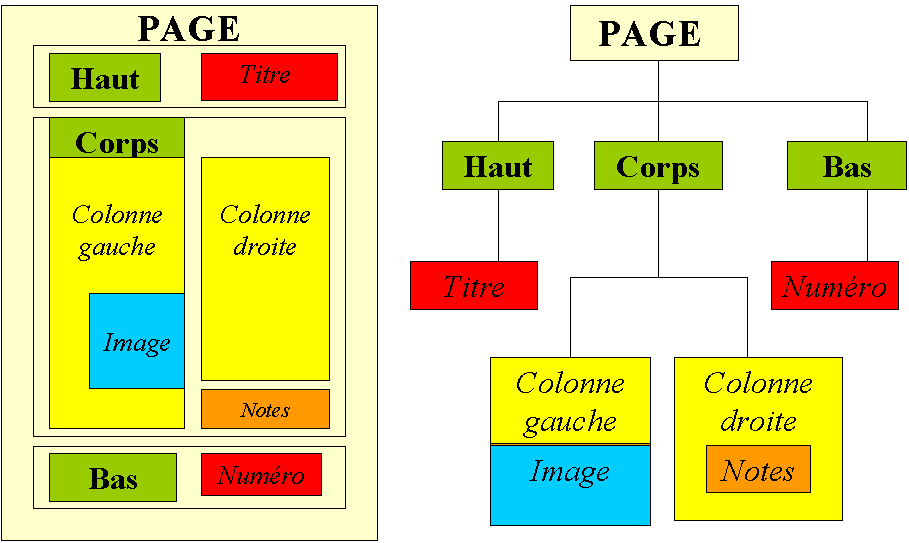 PAGE
Haut
Titre
Corps
Colonne
gauche
Colonne
droite
Image
Notes
Bas
Numéro
PAGE
Haut
Corps
Bas
Titre
Numéro
Colonne
gauche
Image
Colonne
droite
Notes